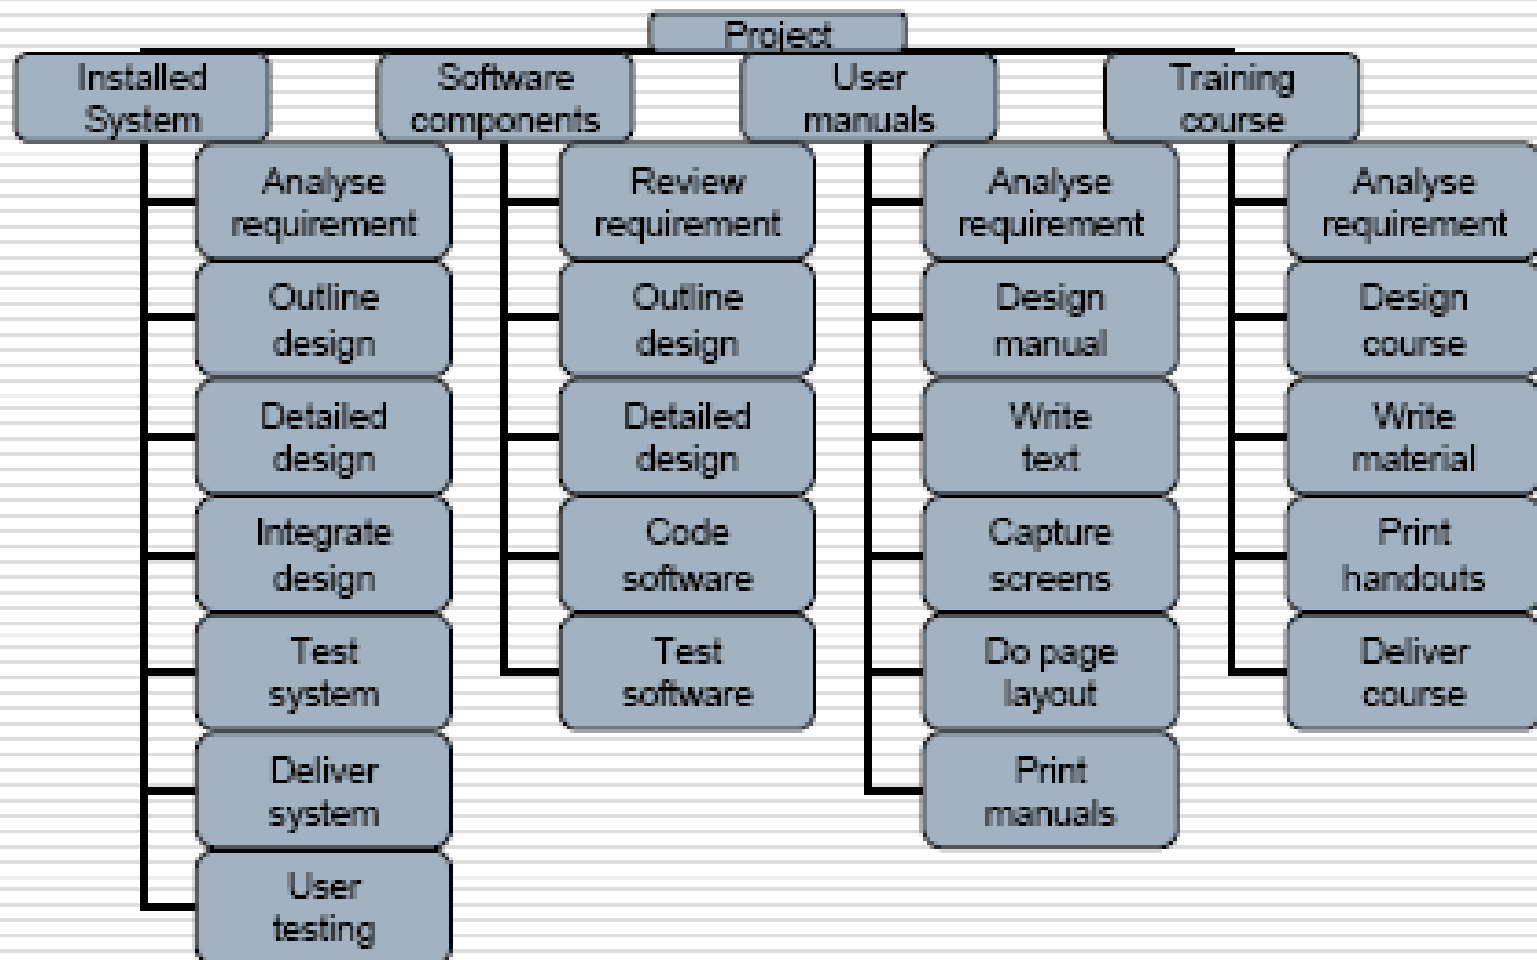 Project
Installed
System
Software
components
User
manuals
Training
course
Analyse
requirement
Outline
design
Detailed
design
Integrate
design
Test
system
Deliver
system
User
testing
Review
requirement
Outline
design
Detailed
design
Code
software
Test
software
Analyse
requirement
Design
manual
Write
text
Capture
screens
Do page
layout
Print
manuals
Analyse
requirement
Design
course
Write
material
Print
handouts
Deliver
course